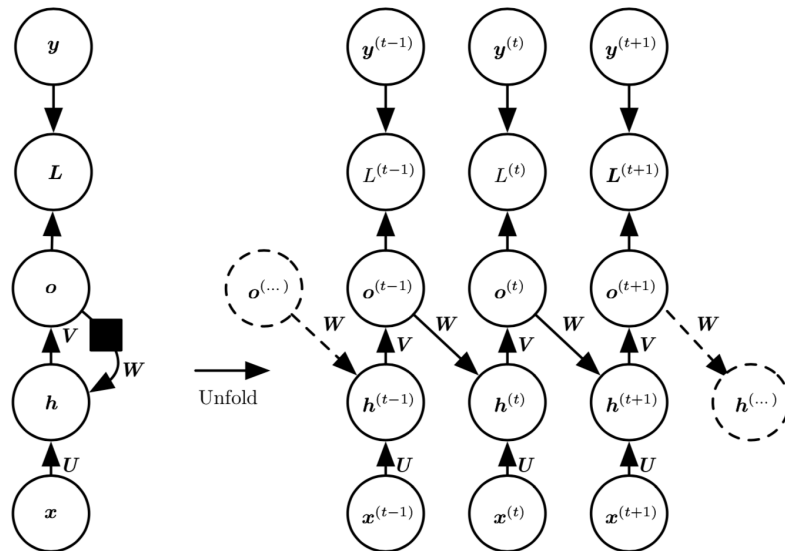 y y^(t−1) y^(t) y^(t+1)
L L^(t−1) L^(t) L^(t+1)
o o^(...) o^(t−1) o^(t) o^(t+1)
V W W V W V W V W
h Unfold h^(t−1) h^(t) h^(t+1) h^(...)
U U U U
x x^(t−1) x^(t) x^(t+1)